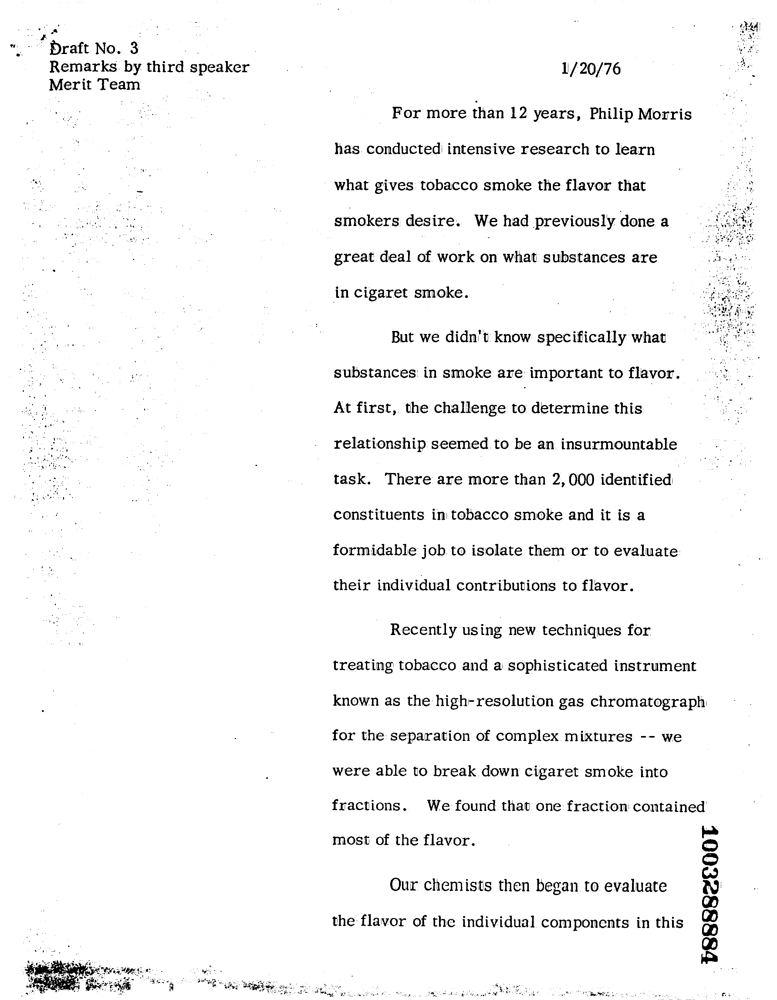 Draft No. 3
Remarks by third speaker
Merit Team
1/20/76
For more than 12 years, Philip Morris
has conducted intensive research to learn
what gives tobacco smoke the flavor that
smokers desire. We had previously done a
great deal of work on what substances are
in cigaret smoke.
But we didn't know specifically what
substances in smoke are important to flavor.
At first, the challenge to determine this
relationship seemed to be an insurmountable
task. There are more than 2,000 identified
constituents in tobacco smoke and it is a
formidable job to isolate them or to evaluate
their individual contributions to flavor.
Recently using new techniques for
treating tobacco and a sophisticated instrument
known as the high-resolution gas chromatograph
for the separation of complex mixtures -- we
were able to break down cigaret smoke into
fractions. We found that one fraction contained
most of the flavor.
Our chemists then began to evaluate
the flavor of the individual components in this
1003288884